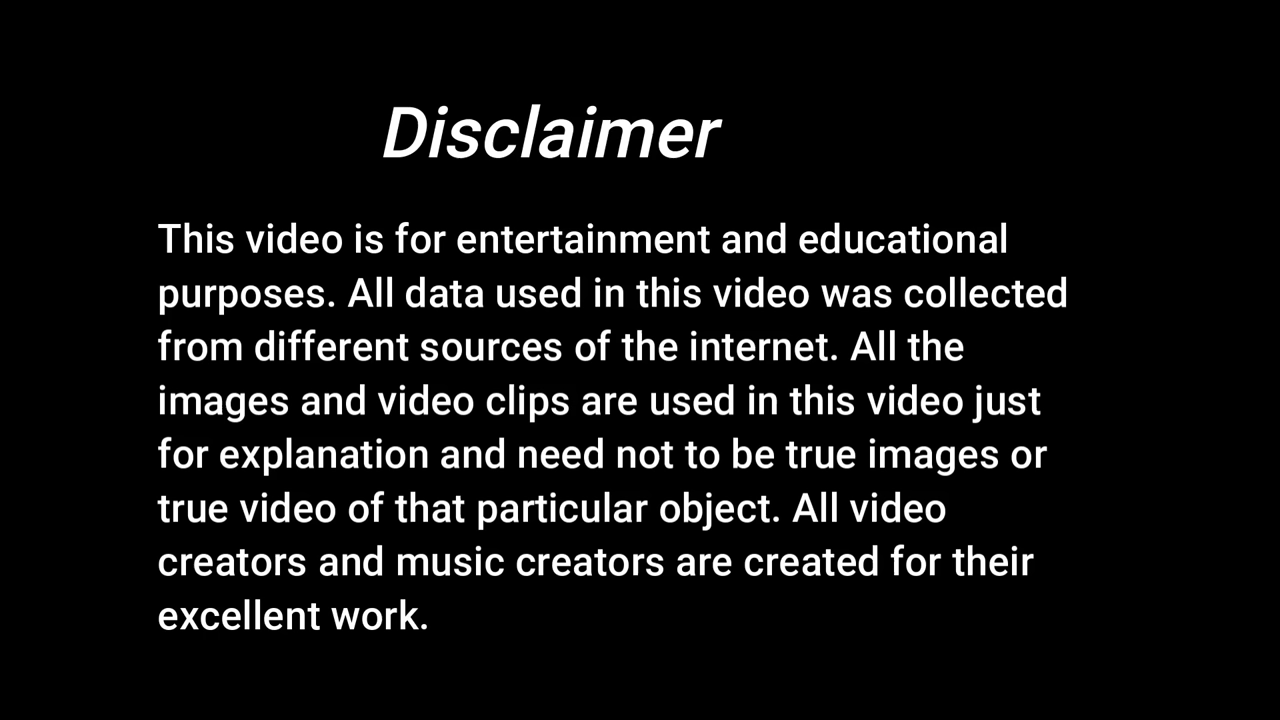 Disclaimer
This video is for entertainment and educational
purposes. All data used in this video was collected
from different sources of the internet. All the
images and video clips are used in this video just
for explanation and need not to be true images or
true video of that particular object. All video
creators and music creators are created for their
excellent work.